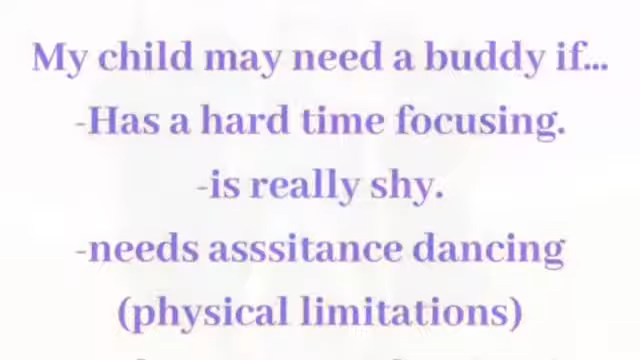 My child may need a buddy if...
-Has a hard time focusing.
-is really shy.
-needs asssitance dancing
(physical limitations)